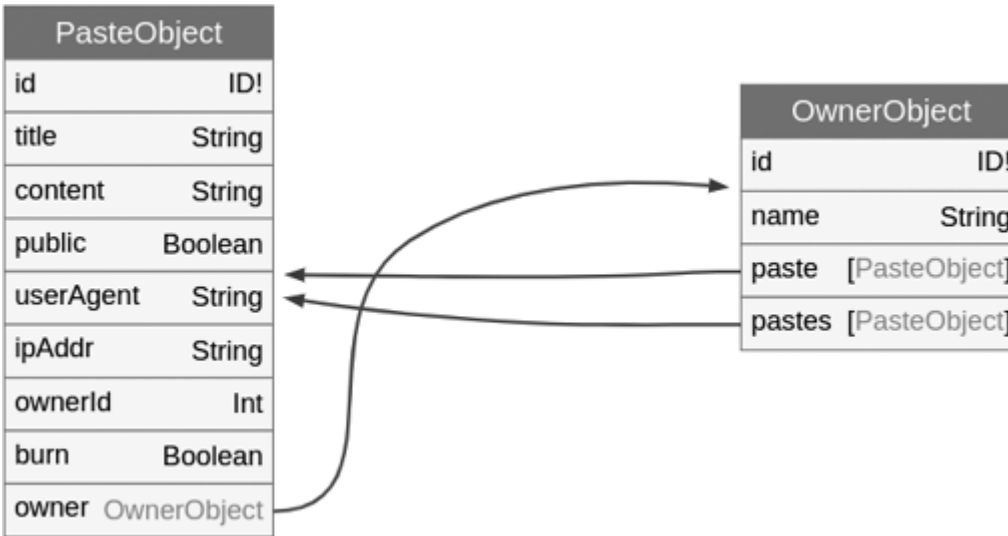 PasteObject
id ID!
title String
content String
public Boolean
userAgent String
ipAddr String
ownerId Int
burn Boolean
owner OwnerObject
OwnerObject
id ID!
name String
paste [PasteObject]
pastes [PasteObject]